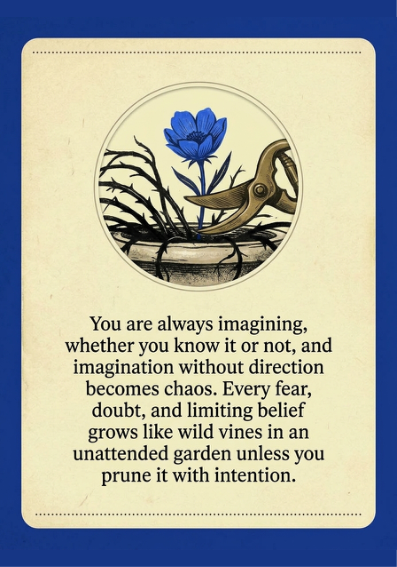 You are always imagining,
whether you know it or not, and
imagination without direction
becomes chaos. Every fear,
doubt, and limiting belief
grows like wild vines in an
unattended garden unless you
prune it with intention.